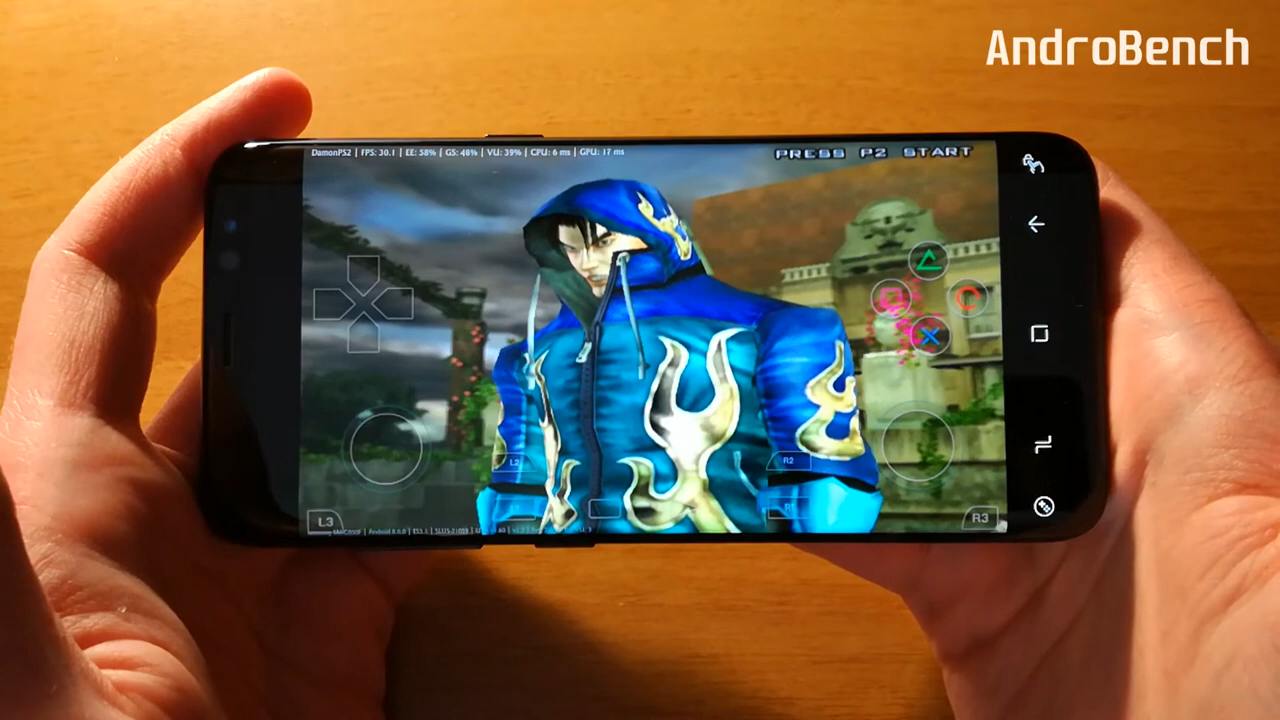 AndroBench
DamonPS2 | FPS: 30.1 | EE: 58% | GS: 48% | VU: 39% | CPU: 6 ms | GPU: 17 ms
PRESS P2 START
L2
R2
R1
L3
R3